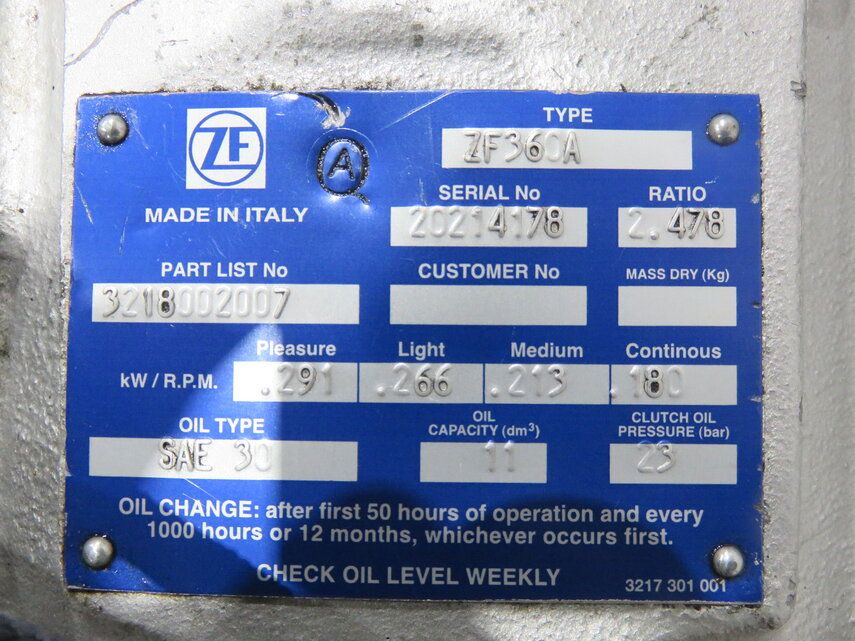 ZF
A
TYPE
ZF360A
MADE IN ITALY
SERIAL No
RATIO
20214178
2.478
PART LIST No
CUSTOMER No
MASS DRY (Kg)
3218002007
Pleasure Light Medium Continous
kW / R.P.M. .291 .266 .213 .180
OIL TYPE
OIL CAPACITY (dm³)
CLUTCH OIL PRESSURE (bar)
SAE 30
11
23
OIL CHANGE: after first 50 hours of operation and every
1000 hours or 12 months, whichever occurs first.
CHECK OIL LEVEL WEEKLY
3217 301 001